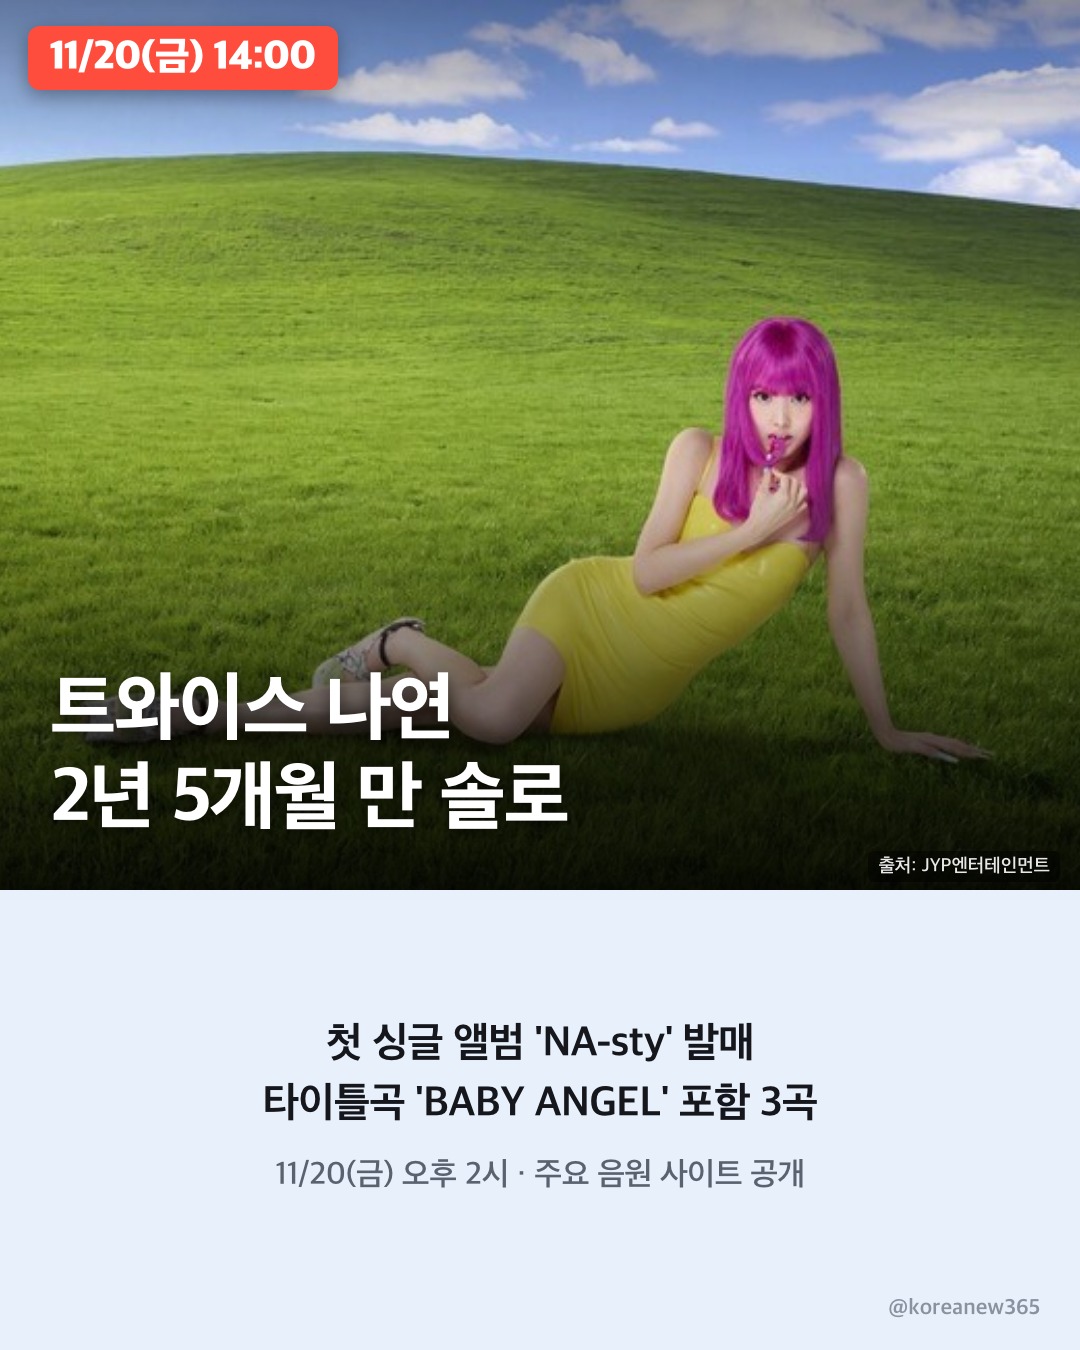 11/20(금) 14:00
트와이스 나연
2년 5개월 만 솔로
출처: JYP엔터테인먼트
첫 싱글 앨범 'NA-sty' 발매
타이틀곡 'BABY ANGEL' 포함 3곡
11/20(금) 오후 2시 · 주요 음원 사이트 공개
@koreanew365